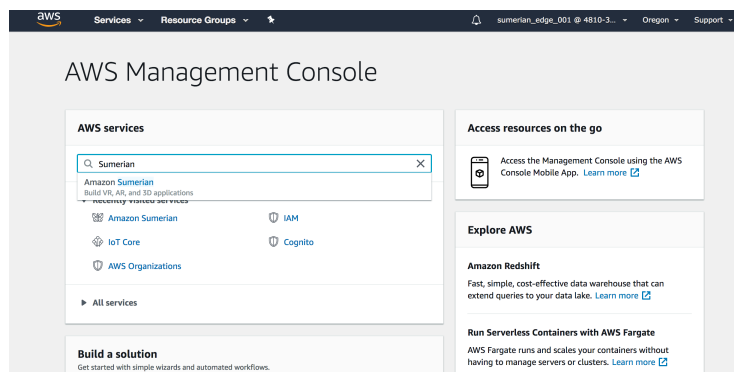 aws
Services
Resource Groups
sumerian_edge_001 @ 4810-3...
Oregon
Support
AWS Management Console
AWS services
Sumerian
Amazon Sumerian
Build VR, AR, and 3D applications
Recently visited services
Amazon Sumerian
IAM
IoT Core
Cognito
AWS Organizations
All services
Build a solution
Get started with simple wizards and automated workflows.
Access resources on the go
Access the Management Console using the AWS
Console Mobile App. Learn more
Explore AWS
Amazon Redshift
Fast, simple, cost-effective data warehouse that can
extend queries to your data lake. Learn more
Run Serverless Containers with AWS Fargate
AWS Fargate runs and scales your containers without
having to manage servers or clusters. Learn more